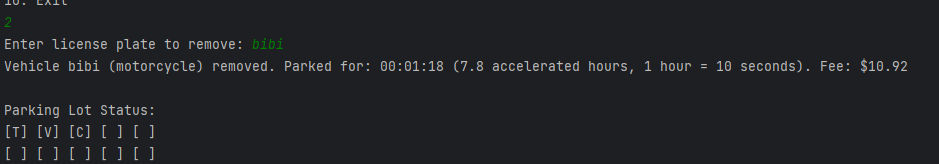 10. Exit
2
Enter license plate to remove: bibi
Vehicle bibi (motorcycle) removed. Parked for: 00:01:18 (7.8 accelerated hours, 1 hour = 10 seconds). Fee: $10.92
Parking Lot Status:
[T] [V] [C] [ ] [ ]
[ ] [ ] [ ] [ ] [ ]